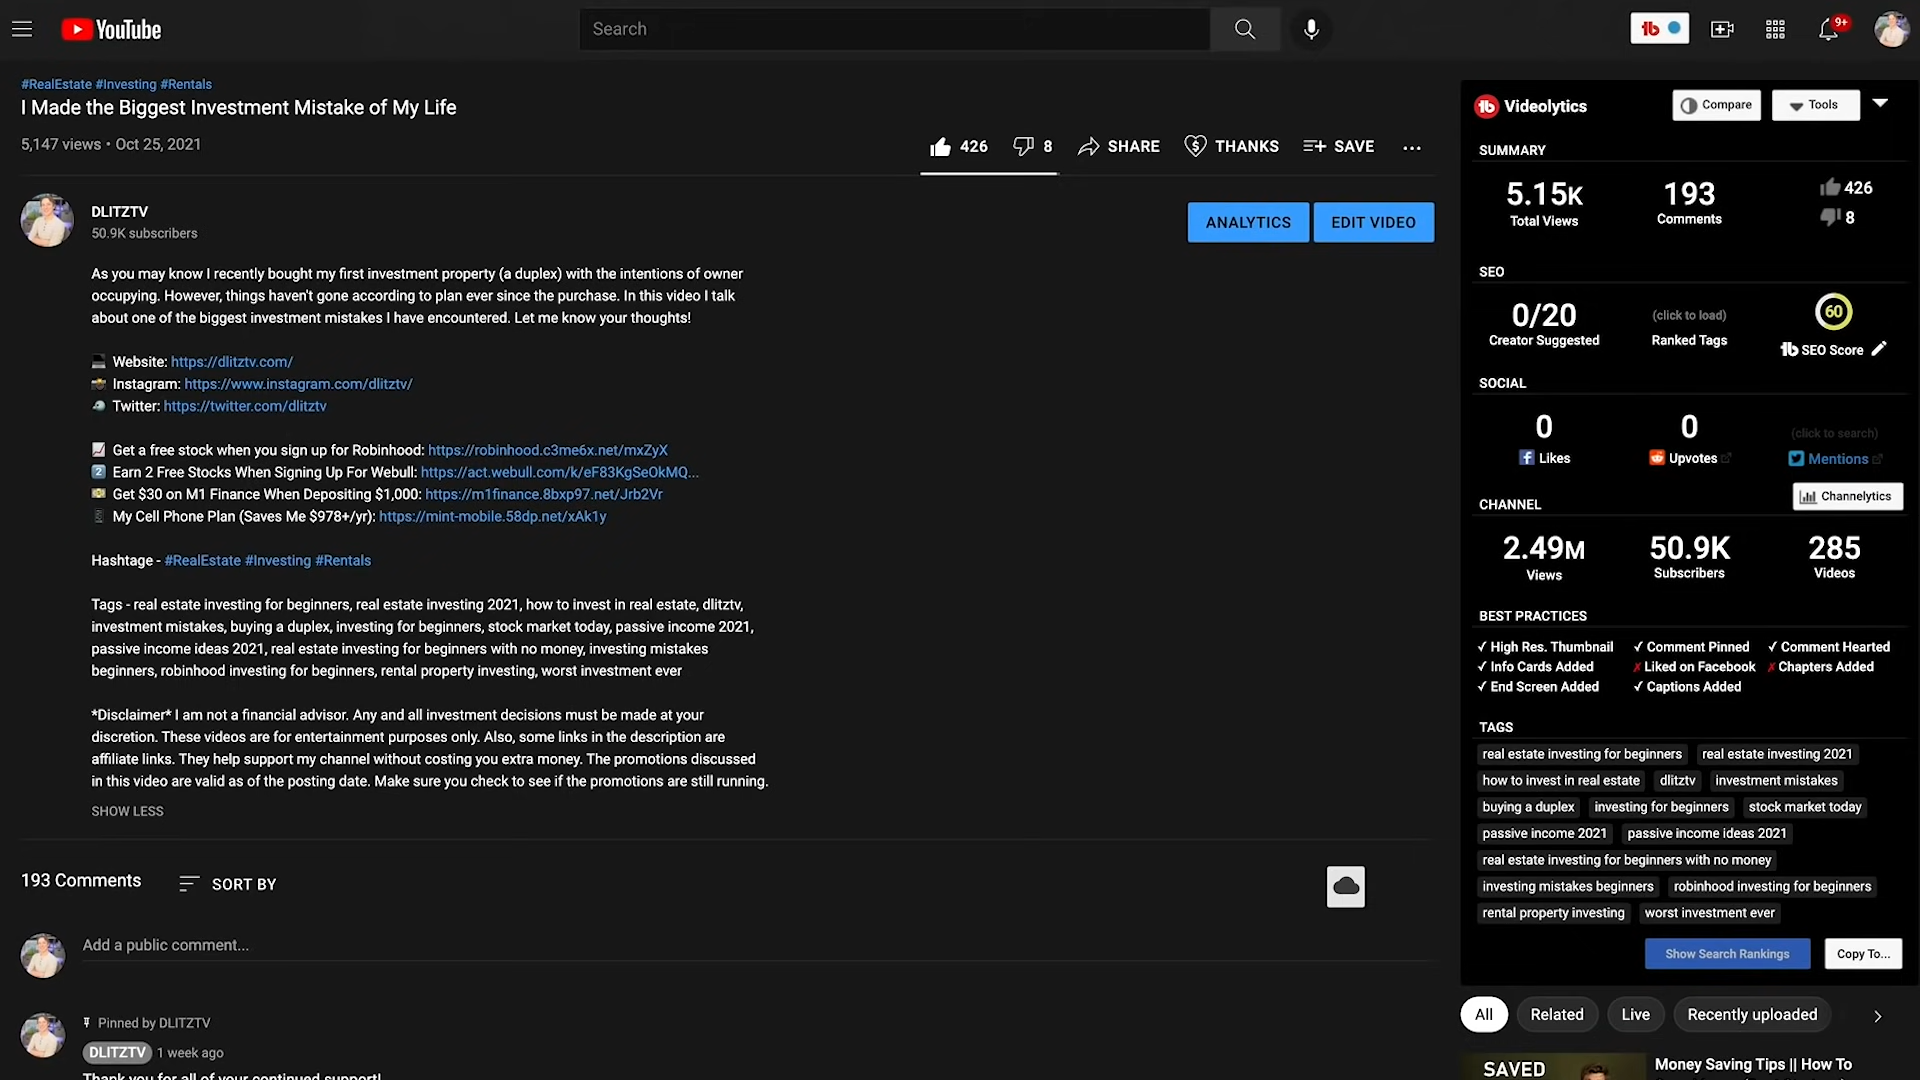 YouTube
Search
9+
#RealEstate #Investing #Rentals
I Made the Biggest Investment Mistake of My Life
5,147 views • Oct 25, 2021
426
8
SHARE
THANKS
SAVE
DLITZTV
50.9K subscribers
ANALYTICS
EDIT VIDEO
As you may know I recently bought my first investment property (a duplex) with the intentions of owner
occupying. However, things haven't gone according to plan ever since the purchase. In this video I talk
about one of the biggest investment mistakes I have encountered. Let me know your thoughts!
Website: https://dlitztv.com/
Instagram: https://www.instagram.com/dlitztv/
Twitter: https://twitter.com/dlitztv
Get a free stock when you sign up for Robinhood: https://robinhood.c3me6x.net/mxZyX
2 Earn 2 Free Stocks When Signing Up For Webull: https://act.webull.com/k/eF83KgSeOkMQ...
Get $30 on M1 Finance When Depositing $1,000: https://m1finance.8bxp97.net/Jrb2Vr
My Cell Phone Plan (Saves Me $978+/yr): https://mint-mobile.58dp.net/xAk1y
Hashtage - #RealEstate #Investing #Rentals
Tags - real estate investing for beginners, real estate investing 2021, how to invest in real estate, dlitztv,
investment mistakes, buying a duplex, investing for beginners, stock market today, passive income 2021,
passive income ideas 2021, real estate investing for beginners with no money, investing mistakes
beginners, robinhood investing for beginners, rental property investing, worst investment ever
*Disclaimer* I am not a financial advisor. Any and all investment decisions must be made at your
discretion. These videos are for entertainment purposes only. Also, some links in the description are
affiliate links. They help support my channel without costing you extra money. The promotions discussed
in this video are valid as of the posting date. Make sure you check to see if the promotions are still running.
SHOW LESS
193 Comments
SORT BY
Add a public comment...
Pinned by DLITZTV
DLITZTV 1 week ago
Thank you for all of your continued support!
Videolytics
Compare
Tools
SUMMARY
5.15K 193 426
Total Views Comments 8
SEO
0/20 (click to load) 60
Creator Suggested Ranked Tags SEO Score
SOCIAL
0 0 (click to search)
Likes Upvotes Mentions
CHANNEL
Channelytics
2.49M 50.9K 285
Views Subscribers Videos
BEST PRACTICES
✓ High Res. Thumbnail ✓ Comment Pinned ✓ Comment Hearted
✓ Info Cards Added ✗ Liked on Facebook ✗ Chapters Added
✓ End Screen Added ✓ Captions Added
TAGS
real estate investing for beginners real estate investing 2021
how to invest in real estate dlitztv investment mistakes
buying a duplex investing for beginners stock market today
passive income 2021 passive income ideas 2021
real estate investing for beginners with no money
investing mistakes beginners robinhood investing for beginners
rental property investing worst investment ever
Show Search Rankings Copy To...
All Related Live Recently uploaded
SAVED
Money Saving Tips || How To